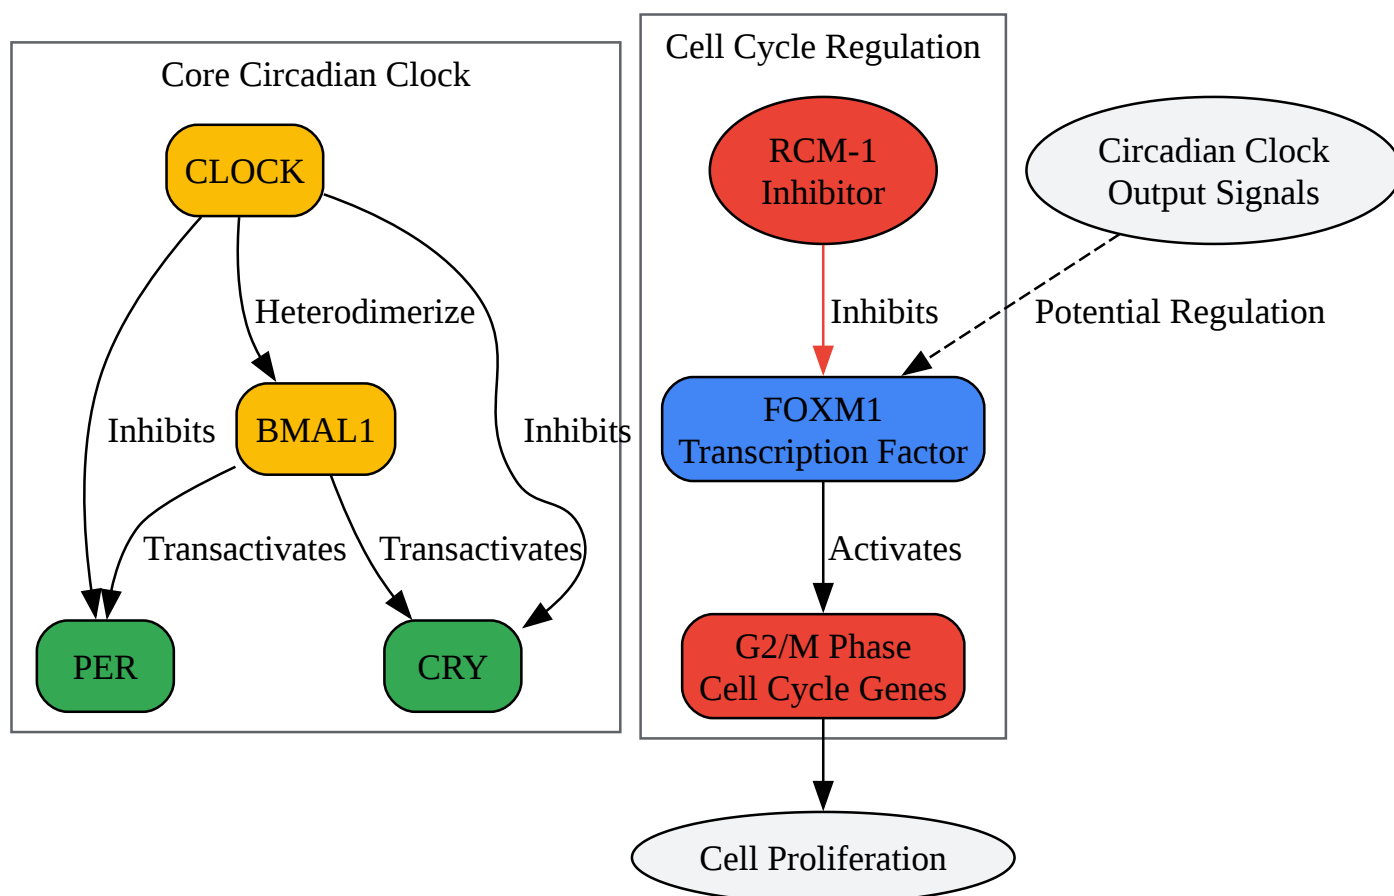 Core Circadian Clock
CLOCK
Heterodimerize
Inhibits
BMAL1
Inhibits
Transactivates
Transactivates
PER
CRY
Cell Cycle Regulation
RCM-1
Inhibitor
Circadian Clock
Output Signals
Inhibits
Potential Regulation
FOXM1
Transcription Factor
Activates
G2/M Phase
Cell Cycle Genes
Cell Proliferation